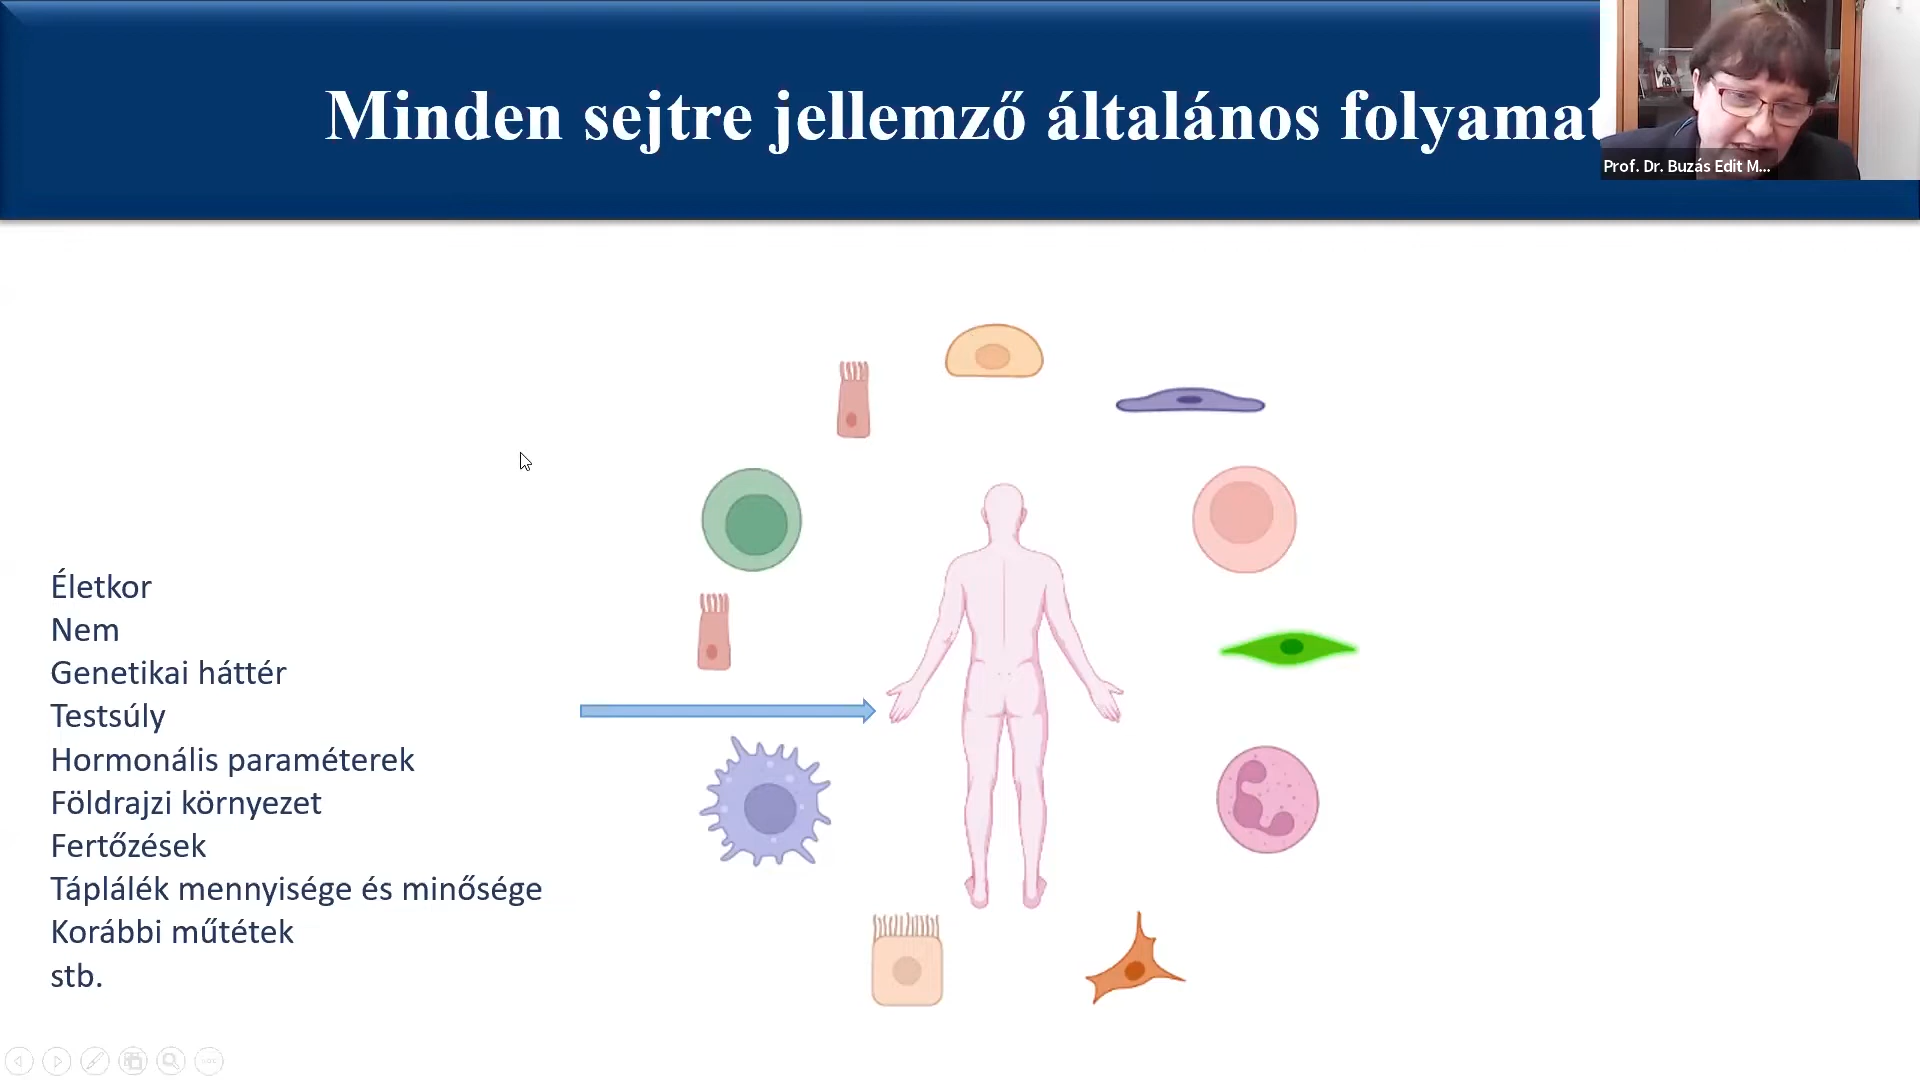 Minden sejtre jellemző általános folyamat
Prof. Dr. Buzás Edit M...
Életkor
Nem
Genetikai háttér
Testsúly
Hormonális paraméterek
Földrajzi környezet
Fertőzések
Táplálék mennyisége és minősége
Korábbi műtétek
stb.